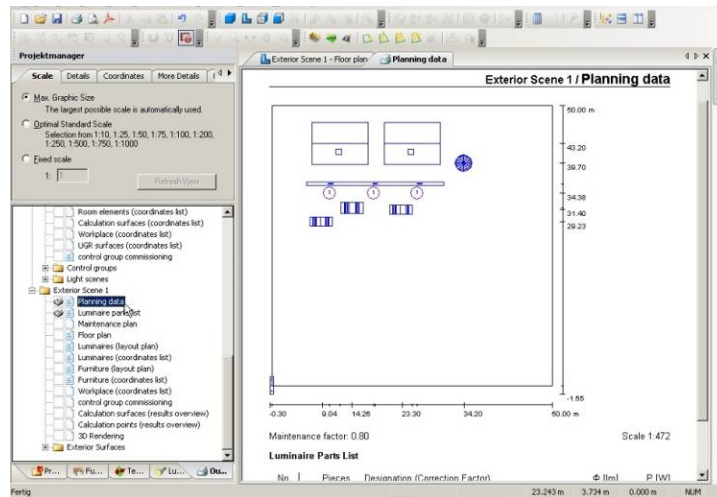 Projektmanager
Scale
Details
Coordinates
More Details
Max. Graphic Size
The largest possible scale is automatically used.
Optimal Standard Scale
Selection from 1:10, 1:25, 1:50, 1:75, 1:100, 1:200,
1:250, 1:500, 1:750, 1:1000
Fixed scale
1: 1
Refresh View
Room elements (coordinates list)
Calculation surfaces (coordinates list)
Workplace (coordinates list)
UGR surfaces (coordinates list)
control group commissioning
Control groups
Light scenes
Exterior Scene 1
Planning data
Luminaire parts list
Maintenance plan
Floor plan
Luminaires (layout plan)
Luminaires (coordinates list)
Furniture (layout plan)
Furniture (coordinates list)
Workplace (coordinates list)
control group commissioning
Calculation surfaces (results overview)
Calculation points (results overview)
3D Rendering
Exterior Surfaces
Pr...
Fu...
Te...
Lu...
Ou...
Fertig
Exterior Scene 1 - Floor plan
Planning data
Exterior Scene 1 / Planning data
50.00 m
43.20
39.70
34.38
31.40
29.23
-1.55
-0.30
9.04
14.26
23.30
34.20
50.00 m
Maintenance factor: 0.80
Scale 1:472
Luminaire Parts List
No.
Pieces
Designation (Correction Factor)
Φ [lm]
P [W]
23.243 m
3.734 m
0.000 m
NUM